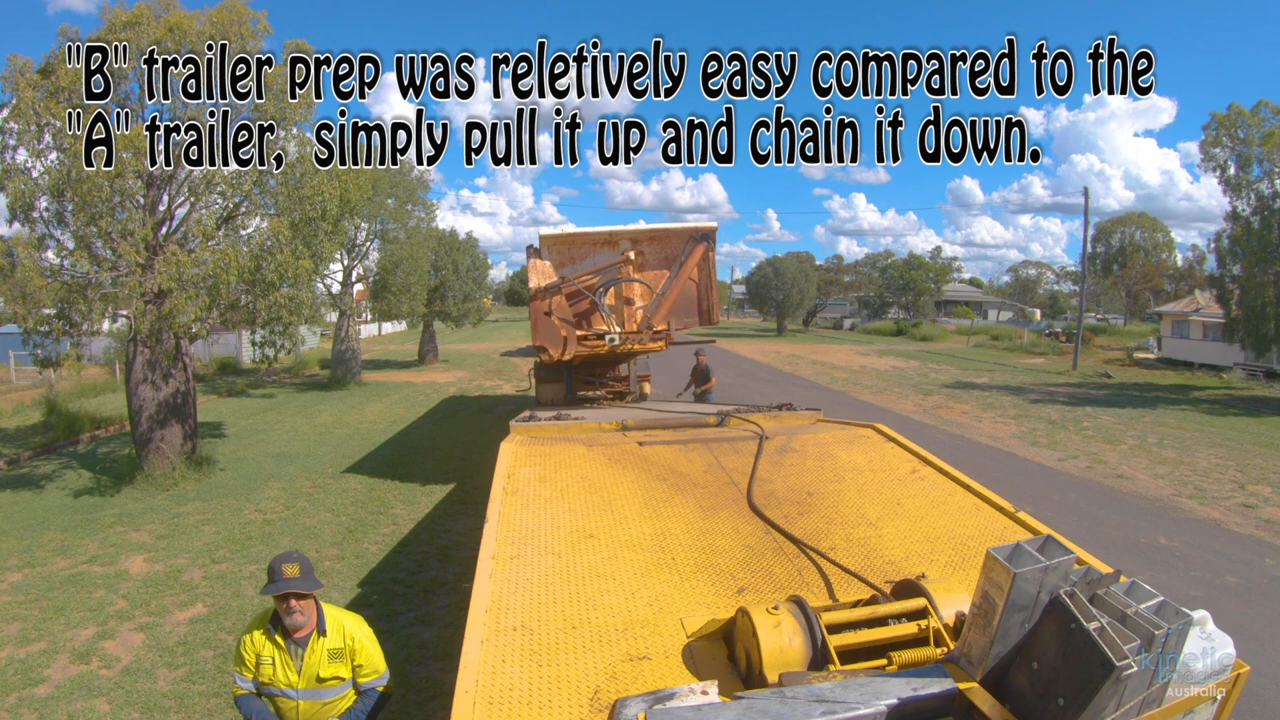 "B" trailer prep was reletively easy compared to the
"A" trailer, simply pull it up and chain it down.
kinetic
images
Australia